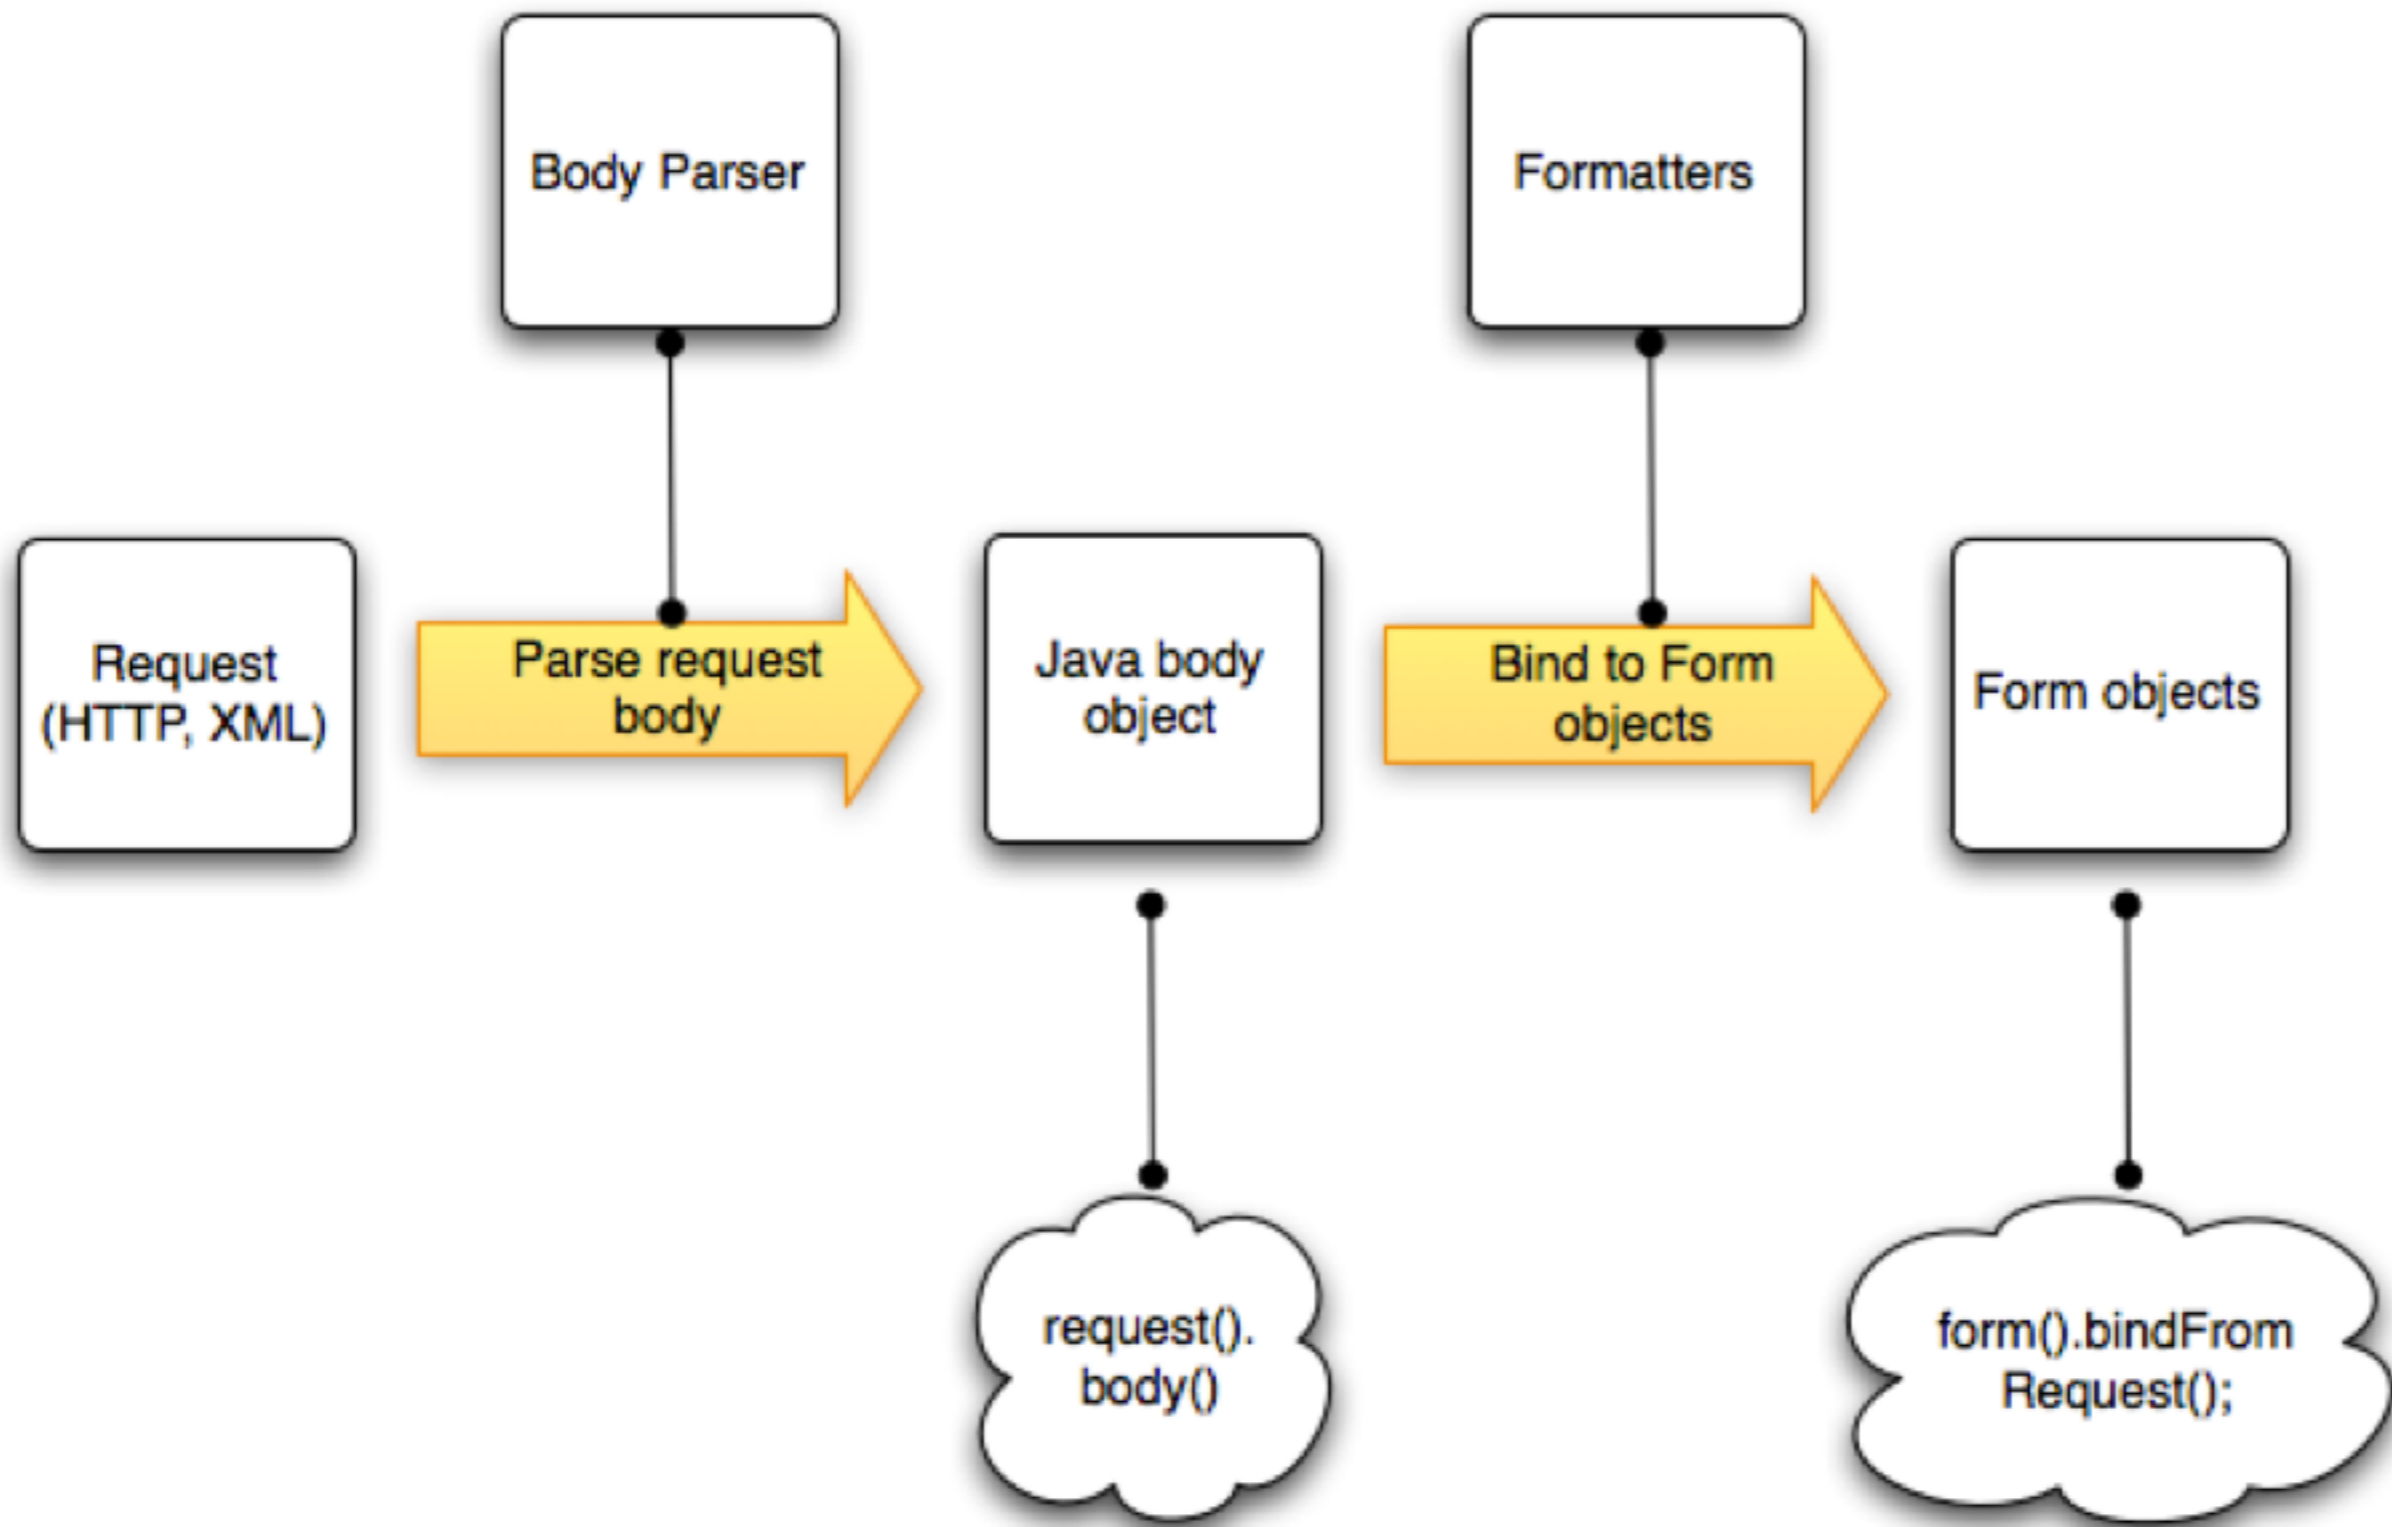 Body Parser
Formatters
Request
(HTTP, XML)
Parse request
body
Java body
object
Bind to Form
objects
Form objects
request().
body()
form().bindFrom
Request();